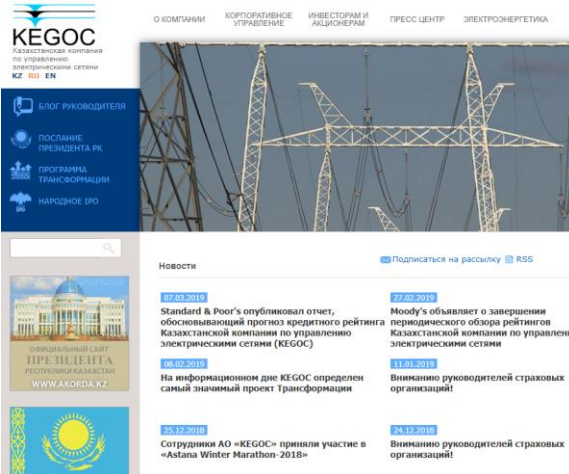 KEGOC
Казахстанская компания
по управлению
электрическими сетями
KZ RU EN
О КОМПАНИИ
КОРПОРАТИВНОЕ
УПРАВЛЕНИЕ
ИНВЕСТОРАМ И
АКЦИОНЕРАМ
ПРЕСС ЦЕНТР
ЭЛЕКТРОЭНЕРГЕТИКА
БЛОГ РУКОВОДИТЕЛЯ
ПОСЛАНИЕ
ПРЕЗИДЕНТА РК
ПРОГРАММА
ТРАНСФОРМАЦИИ
IPO
НАРОДНОЕ IPO
ОФИЦИАЛЬНЫЙ САЙТ
ПРЕЗИДЕНТА
РЕСПУБЛИКИ КАЗАХСТАН
WWW.AKORDA.KZ
Новости
Подписаться на рассылку RSS
07.03.2019
Standard & Poor's опубликовал отчет,
обосновывающий прогноз кредитного рейтинга
Казахстанской компании по управлению
электрическими сетями (KEGOC)
27.02.2019
Moody's объявляет о завершении
периодического обзора рейтингов
Казахстанской компании по управлен
электрическими сетями
08.02.2019
На информационном дне KEGOC определен
самый значимый проект Трансформации
11.01.2019
Вниманию руководителей страховых
организаций!
25.12.2018
Сотрудники АО «KEGOC» приняли участие в
«Astana Winter Marathon-2018»
24.12.2018
Вниманию руководителей страховых
организаций!